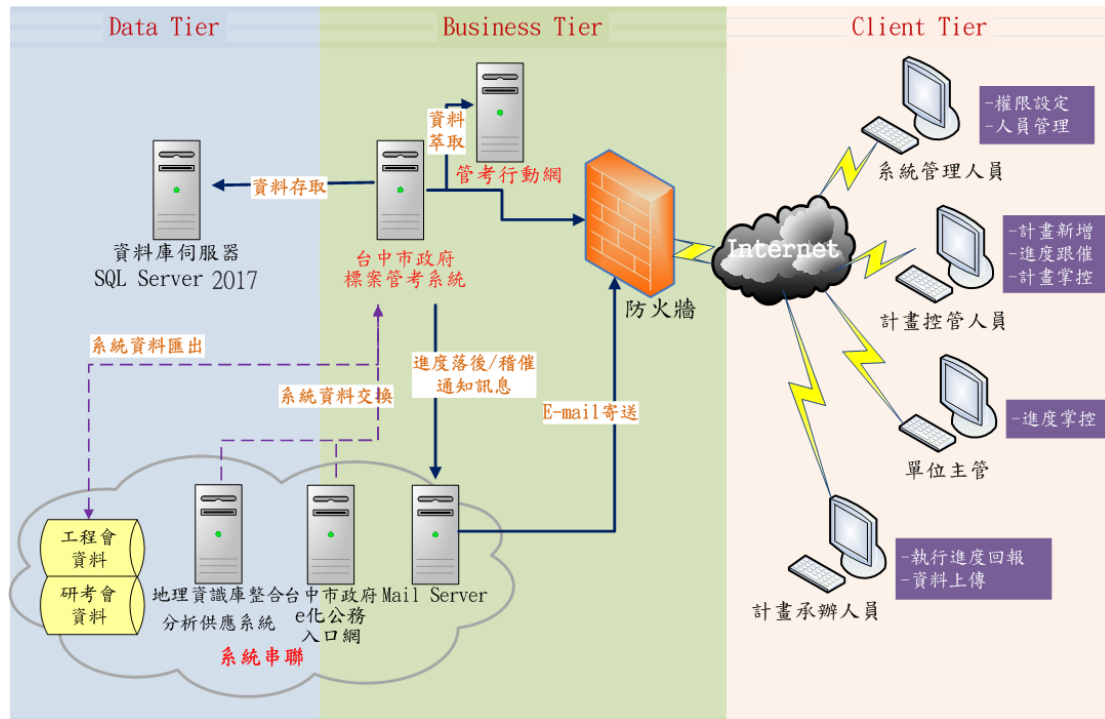 Data Tier
Business Tier
Client Tier
資料
萃取
管考行動網
資料存取
資料庫伺服器
SQL Server 2017
台中市政府
標案管考系統
防火牆
Internet
-權限設定
-人員管理
系統管理人員
-計畫新增
-進度跟催
-計畫掌控
計畫控管人員
系統資料匯出
系統資料交換
進度落後/稽催
通知訊息
E-mail寄送
-進度掌控
單位主管
工程會
資料
研考會
資料
地理資識庫整合
分析供應系統
台中市政府
e化公務
入口網
Mail Server
系統串聯
-執行進度回報
-資料上傳
計畫承辦人員